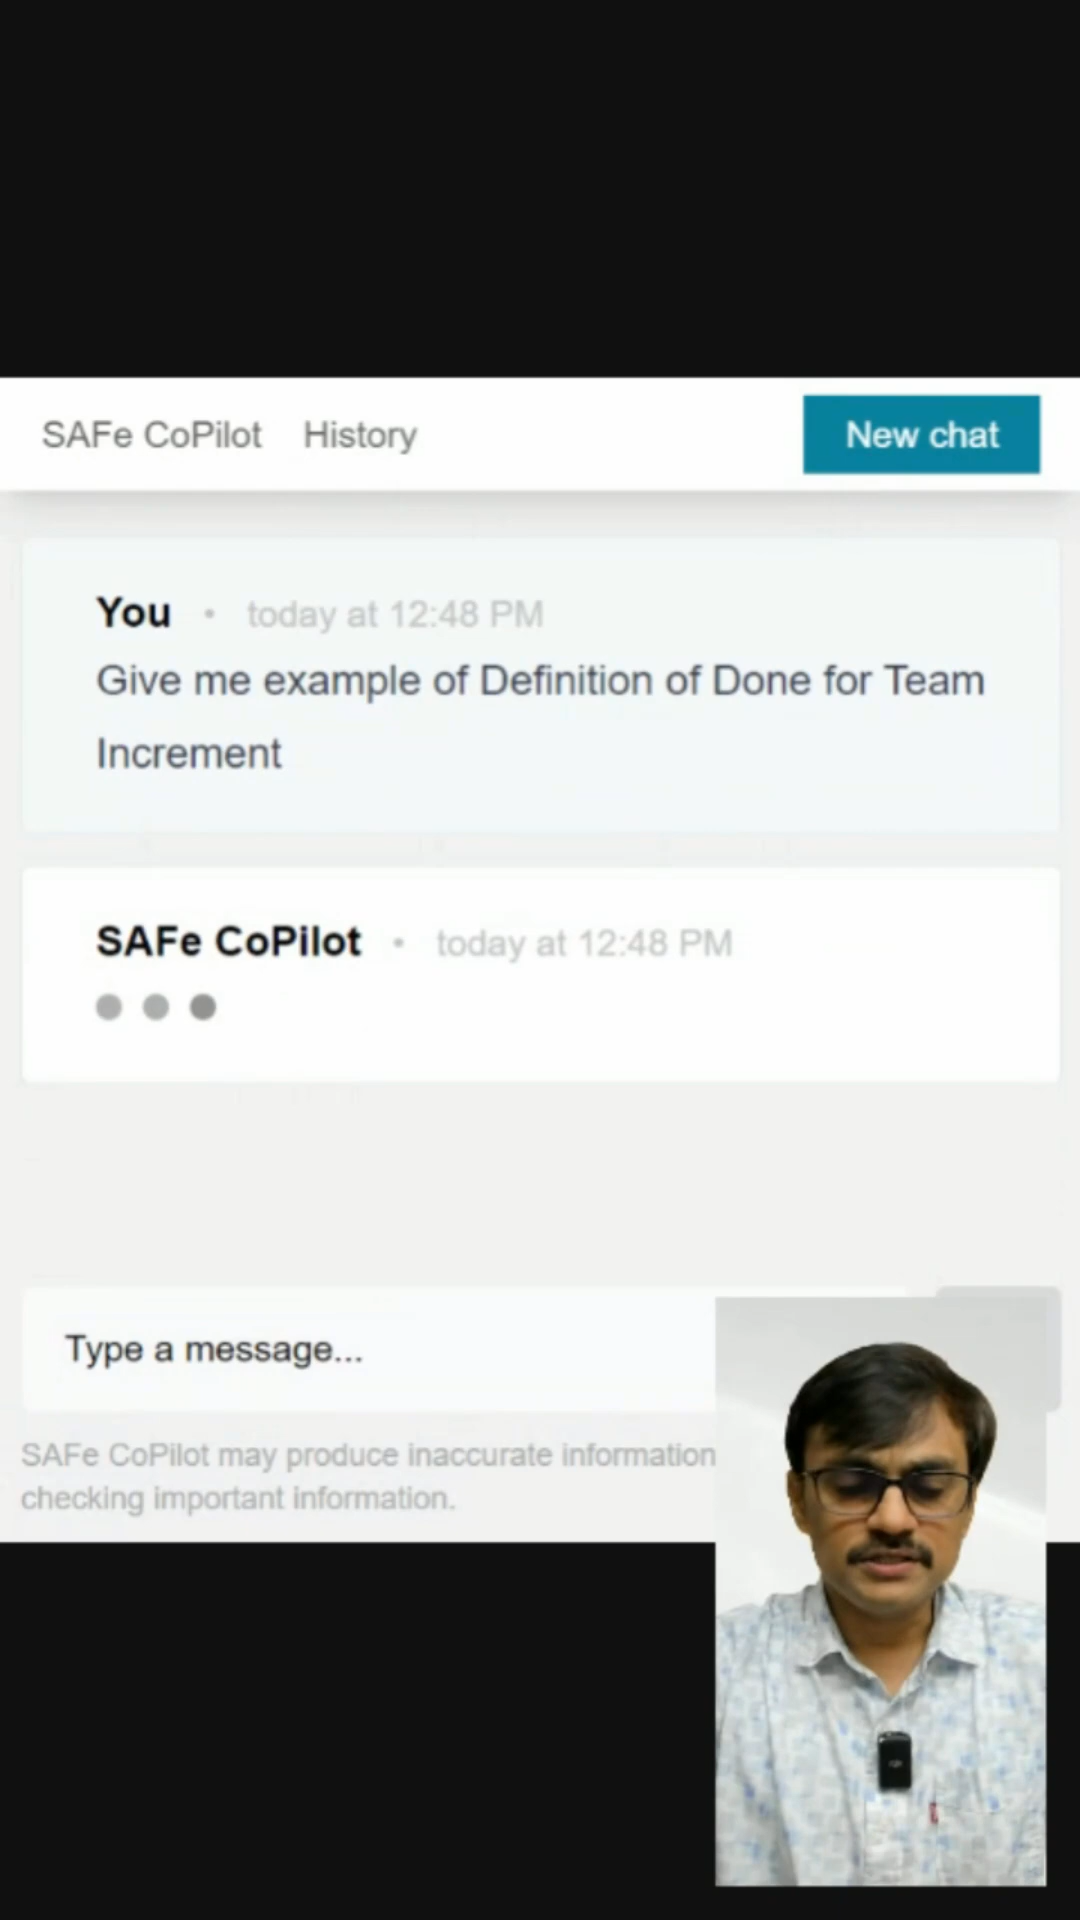 SAFe CoPilot History New chat
You • today at 12:48 PM
Give me example of Definition of Done for Team
Increment
SAFe CoPilot • today at 12:48 PM
Type a message...
SAFe CoPilot may produce inaccurate information
checking important information.